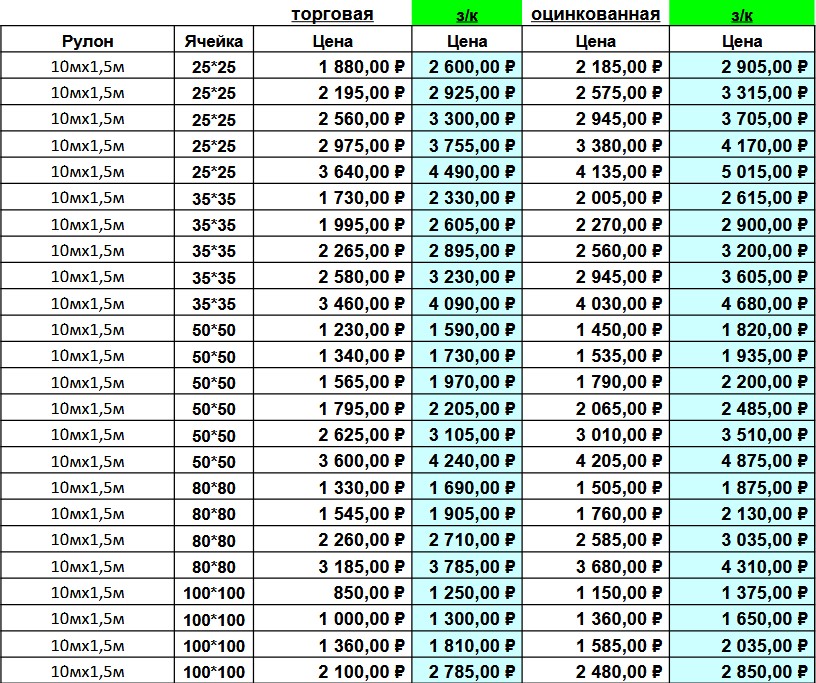 торговая з/к оцинкованная з/к
Рулон Ячейка Цена Цена Цена Цена
10мх1,5м 25*25 1 880,00 ₽ 2 600,00 ₽ 2 185,00 ₽ 2 905,00 ₽
10мх1,5м 25*25 2 195,00 ₽ 2 925,00 ₽ 2 575,00 ₽ 3 315,00 ₽
10мх1,5м 25*25 2 560,00 ₽ 3 300,00 ₽ 2 945,00 ₽ 3 705,00 ₽
10мх1,5м 25*25 2 975,00 ₽ 3 755,00 ₽ 3 380,00 ₽ 4 170,00 ₽
10мх1,5м 25*25 3 640,00 ₽ 4 490,00 ₽ 4 135,00 ₽ 5 015,00 ₽
10мх1,5м 35*35 1 730,00 ₽ 2 330,00 ₽ 2 005,00 ₽ 2 615,00 ₽
10мх1,5м 35*35 1 995,00 ₽ 2 605,00 ₽ 2 270,00 ₽ 2 900,00 ₽
10мх1,5м 35*35 2 265,00 ₽ 2 895,00 ₽ 2 560,00 ₽ 3 200,00 ₽
10мх1,5м 35*35 2 580,00 ₽ 3 230,00 ₽ 2 945,00 ₽ 3 605,00 ₽
10мх1,5м 35*35 3 460,00 ₽ 4 090,00 ₽ 4 030,00 ₽ 4 680,00 ₽
10мх1,5м 50*50 1 230,00 ₽ 1 590,00 ₽ 1 450,00 ₽ 1 820,00 ₽
10мх1,5м 50*50 1 340,00 ₽ 1 730,00 ₽ 1 535,00 ₽ 1 935,00 ₽
10мх1,5м 50*50 1 565,00 ₽ 1 970,00 ₽ 1 790,00 ₽ 2 200,00 ₽
10мх1,5м 50*50 1 795,00 ₽ 2 205,00 ₽ 2 065,00 ₽ 2 485,00 ₽
10мх1,5м 50*50 2 625,00 ₽ 3 105,00 ₽ 3 010,00 ₽ 3 510,00 ₽
10мх1,5м 50*50 3 600,00 ₽ 4 240,00 ₽ 4 205,00 ₽ 4 875,00 ₽
10мх1,5м 80*80 1 330,00 ₽ 1 690,00 ₽ 1 505,00 ₽ 1 875,00 ₽
10мх1,5м 80*80 1 545,00 ₽ 1 905,00 ₽ 1 760,00 ₽ 2 130,00 ₽
10мх1,5м 80*80 2 260,00 ₽ 2 710,00 ₽ 2 585,00 ₽ 3 035,00 ₽
10мх1,5м 80*80 3 185,00 ₽ 3 785,00 ₽ 3 680,00 ₽ 4 310,00 ₽
10мх1,5м 100*100 850,00 ₽ 1 250,00 ₽ 1 150,00 ₽ 1 375,00 ₽
10мх1,5м 100*100 1 000,00 ₽ 1 300,00 ₽ 1 360,00 ₽ 1 650,00 ₽
10мх1,5м 100*100 1 360,00 ₽ 1 810,00 ₽ 1 585,00 ₽ 2 035,00 ₽
10мх1,5м 100*100 2 100,00 ₽ 2 785,00 ₽ 2 480,00 ₽ 2 850,00 ₽